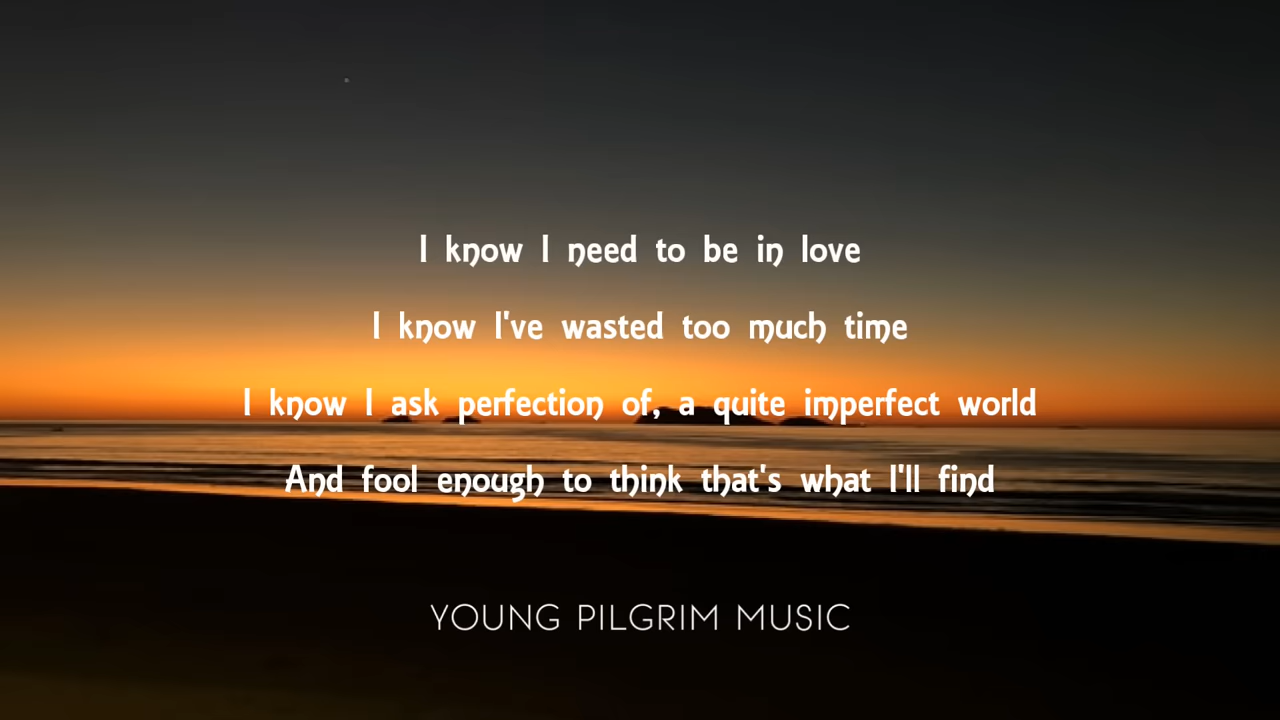 I know I need to be in love
I know I've wasted too much time
I know I ask perfection of, a quite imperfect world
And fool enough to think that's what I'll find
YOUNG PILGRIM MUSIC